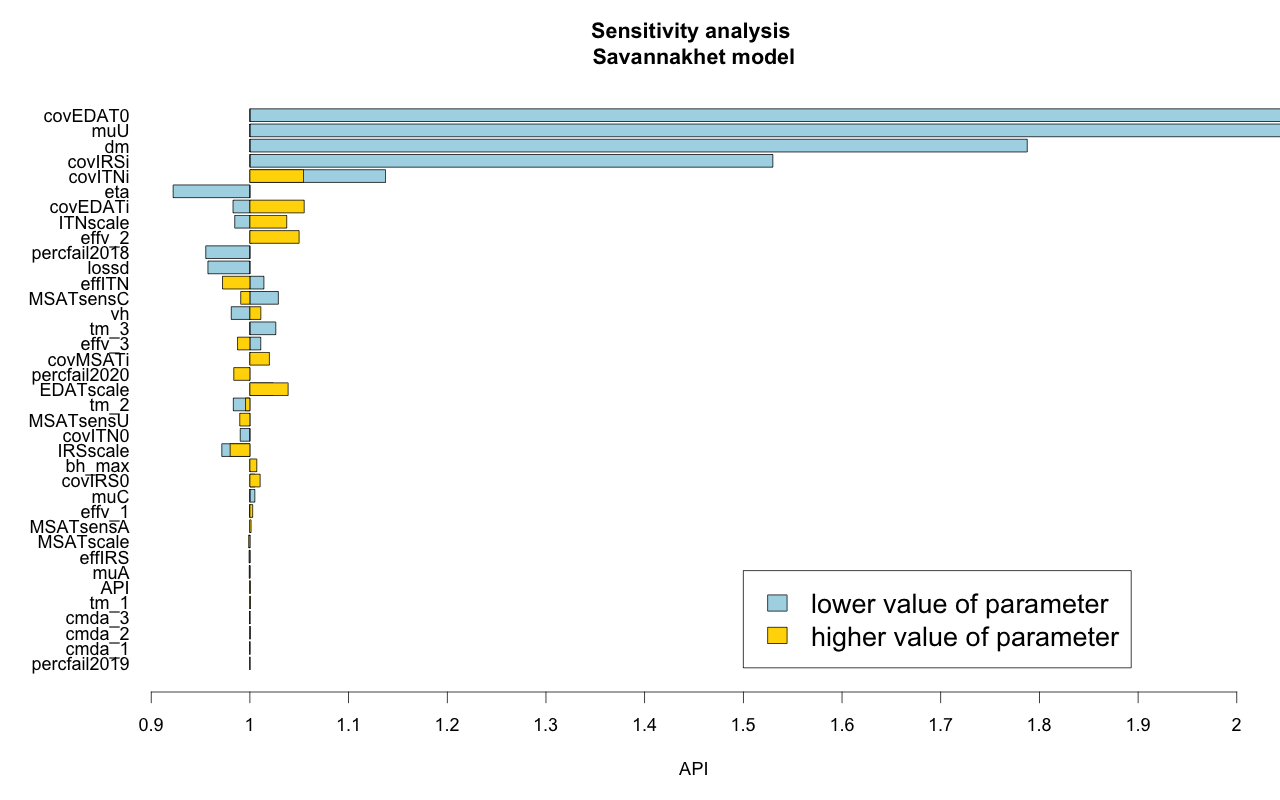 Sensitivity analysis
Savannakhet model
covEDAT0
muU
dm
covIRSi
covITNi
eta
covEDATi
ITNscale
effv_2
percfail2018
lossd
effITN
MSATsensC
vh
tm_3
effv_3
covMSATi
percfail2020
EDATscale
tm_2
MSATsensU
covITN0
IRSscale
bh_max
covIRS0
muC
effv_1
MSATsensA
MSATscale
effIRS
muA
API
tm_1
cmda_3
cmda_2
cmda_1
percfail2019
lower value of parameter
higher value of parameter
0.9 1 1.1 1.2 1.3 1.4 1.5 1.6 1.7 1.8 1.9 2
API